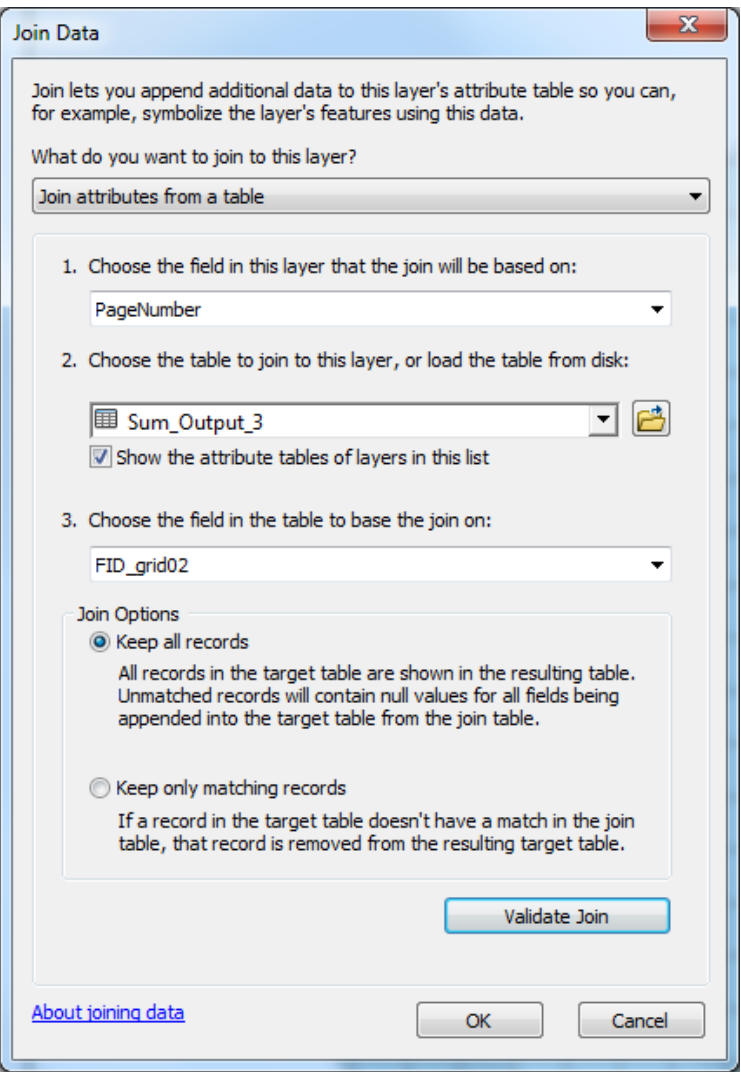 Join Data
Join lets you append additional data to this layer's attribute table so you can,
for example, symbolize the layer's features using this data.
What do you want to join to this layer?
Join attributes from a table
1. Choose the field in this layer that the join will be based on:
PageNumber
2. Choose the table to join to this layer, or load the table from disk:
Sum_Output_3
Show the attribute tables of layers in this list
3. Choose the field in the table to base the join on:
FID_grid02
Join Options
Keep all records
All records in the target table are shown in the resulting table.
Unmatched records will contain null values for all fields being
appended into the target table from the join table.
Keep only matching records
If a record in the target table doesn't have a match in the join
table, that record is removed from the resulting target table.
Validate Join
About joining data
OK
Cancel